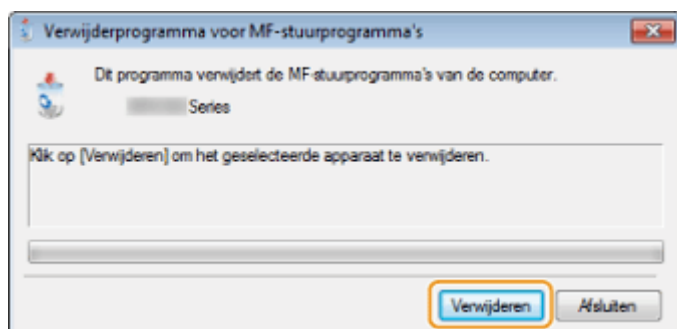 Verwijderprogramma voor MF-stuurprogramma's
Dit programma verwijdert de MF-stuurprogramma's van de computer.
Series
Klik op [Verwijderen] om het geselecteerde apparaat te verwijderen.
Verwijderen
Afsluiten